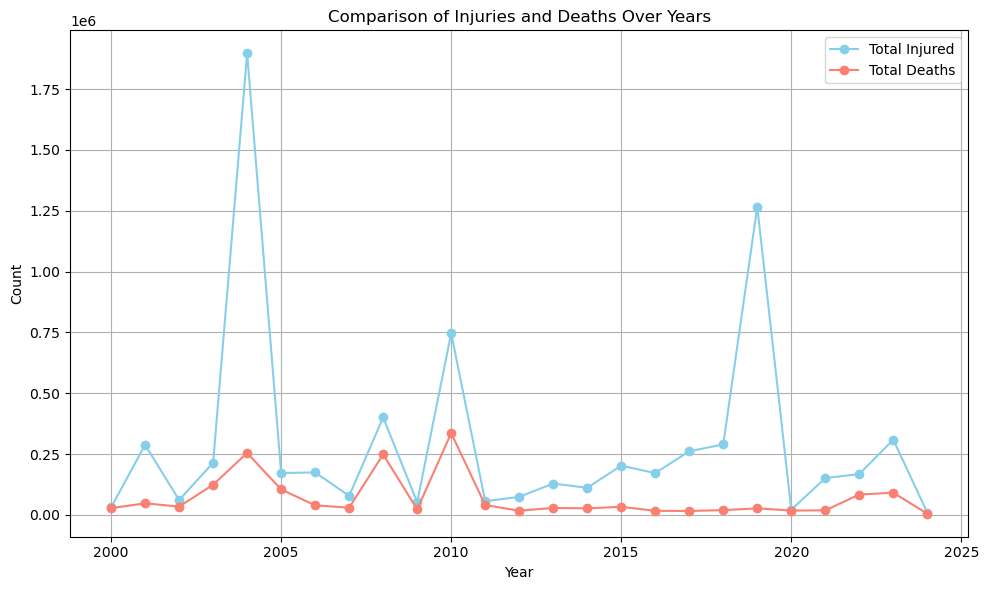 Comparison of Injuries and Deaths Over Years
1e6
Total Injured
Total Deaths
1.75
1.50
1.25
1.00
0.75
0.50
0.25
0.00
Count
2000
2005
2010
2015
2020
2025
Year